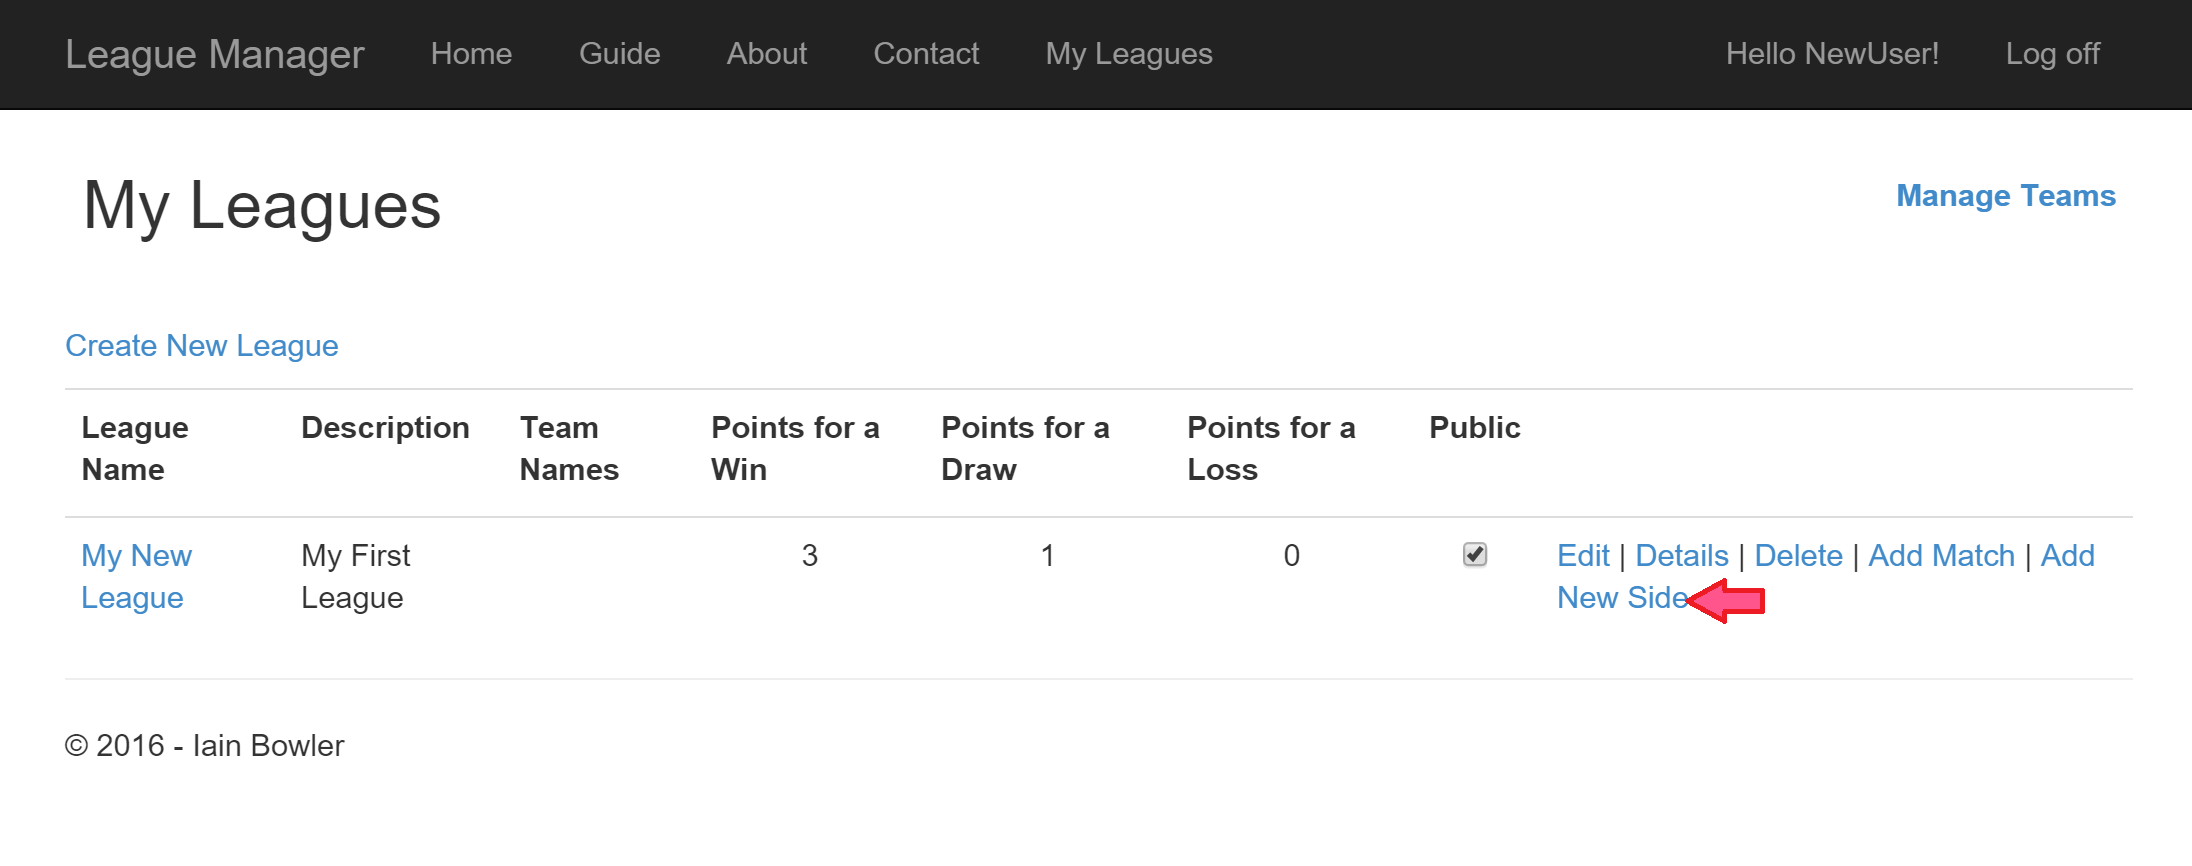 League Manager Home Guide About Contact My Leagues Hello NewUser! Log off
My Leagues
Manage Teams
Create New League
League Name Description Team Names Points for a Win Points for a Draw Points for a Loss Public
My New League My First League 3 1 0 Edit | Details | Delete | Add Match | Add New Side
© 2016 - Iain Bowler